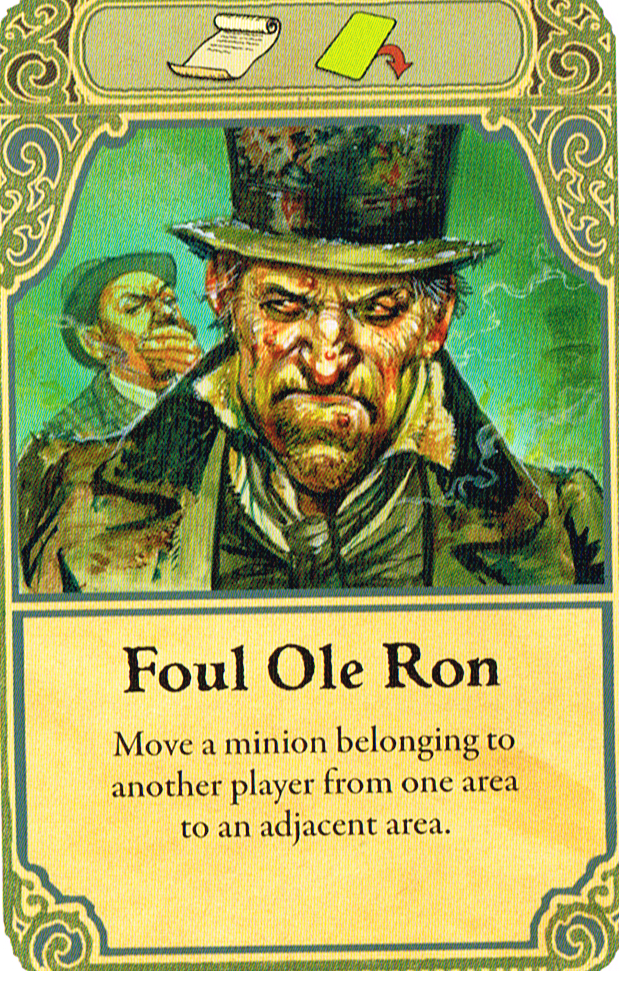 Foul Ole Ron
Move a minion belonging to
another player from one area
to an adjacent area.